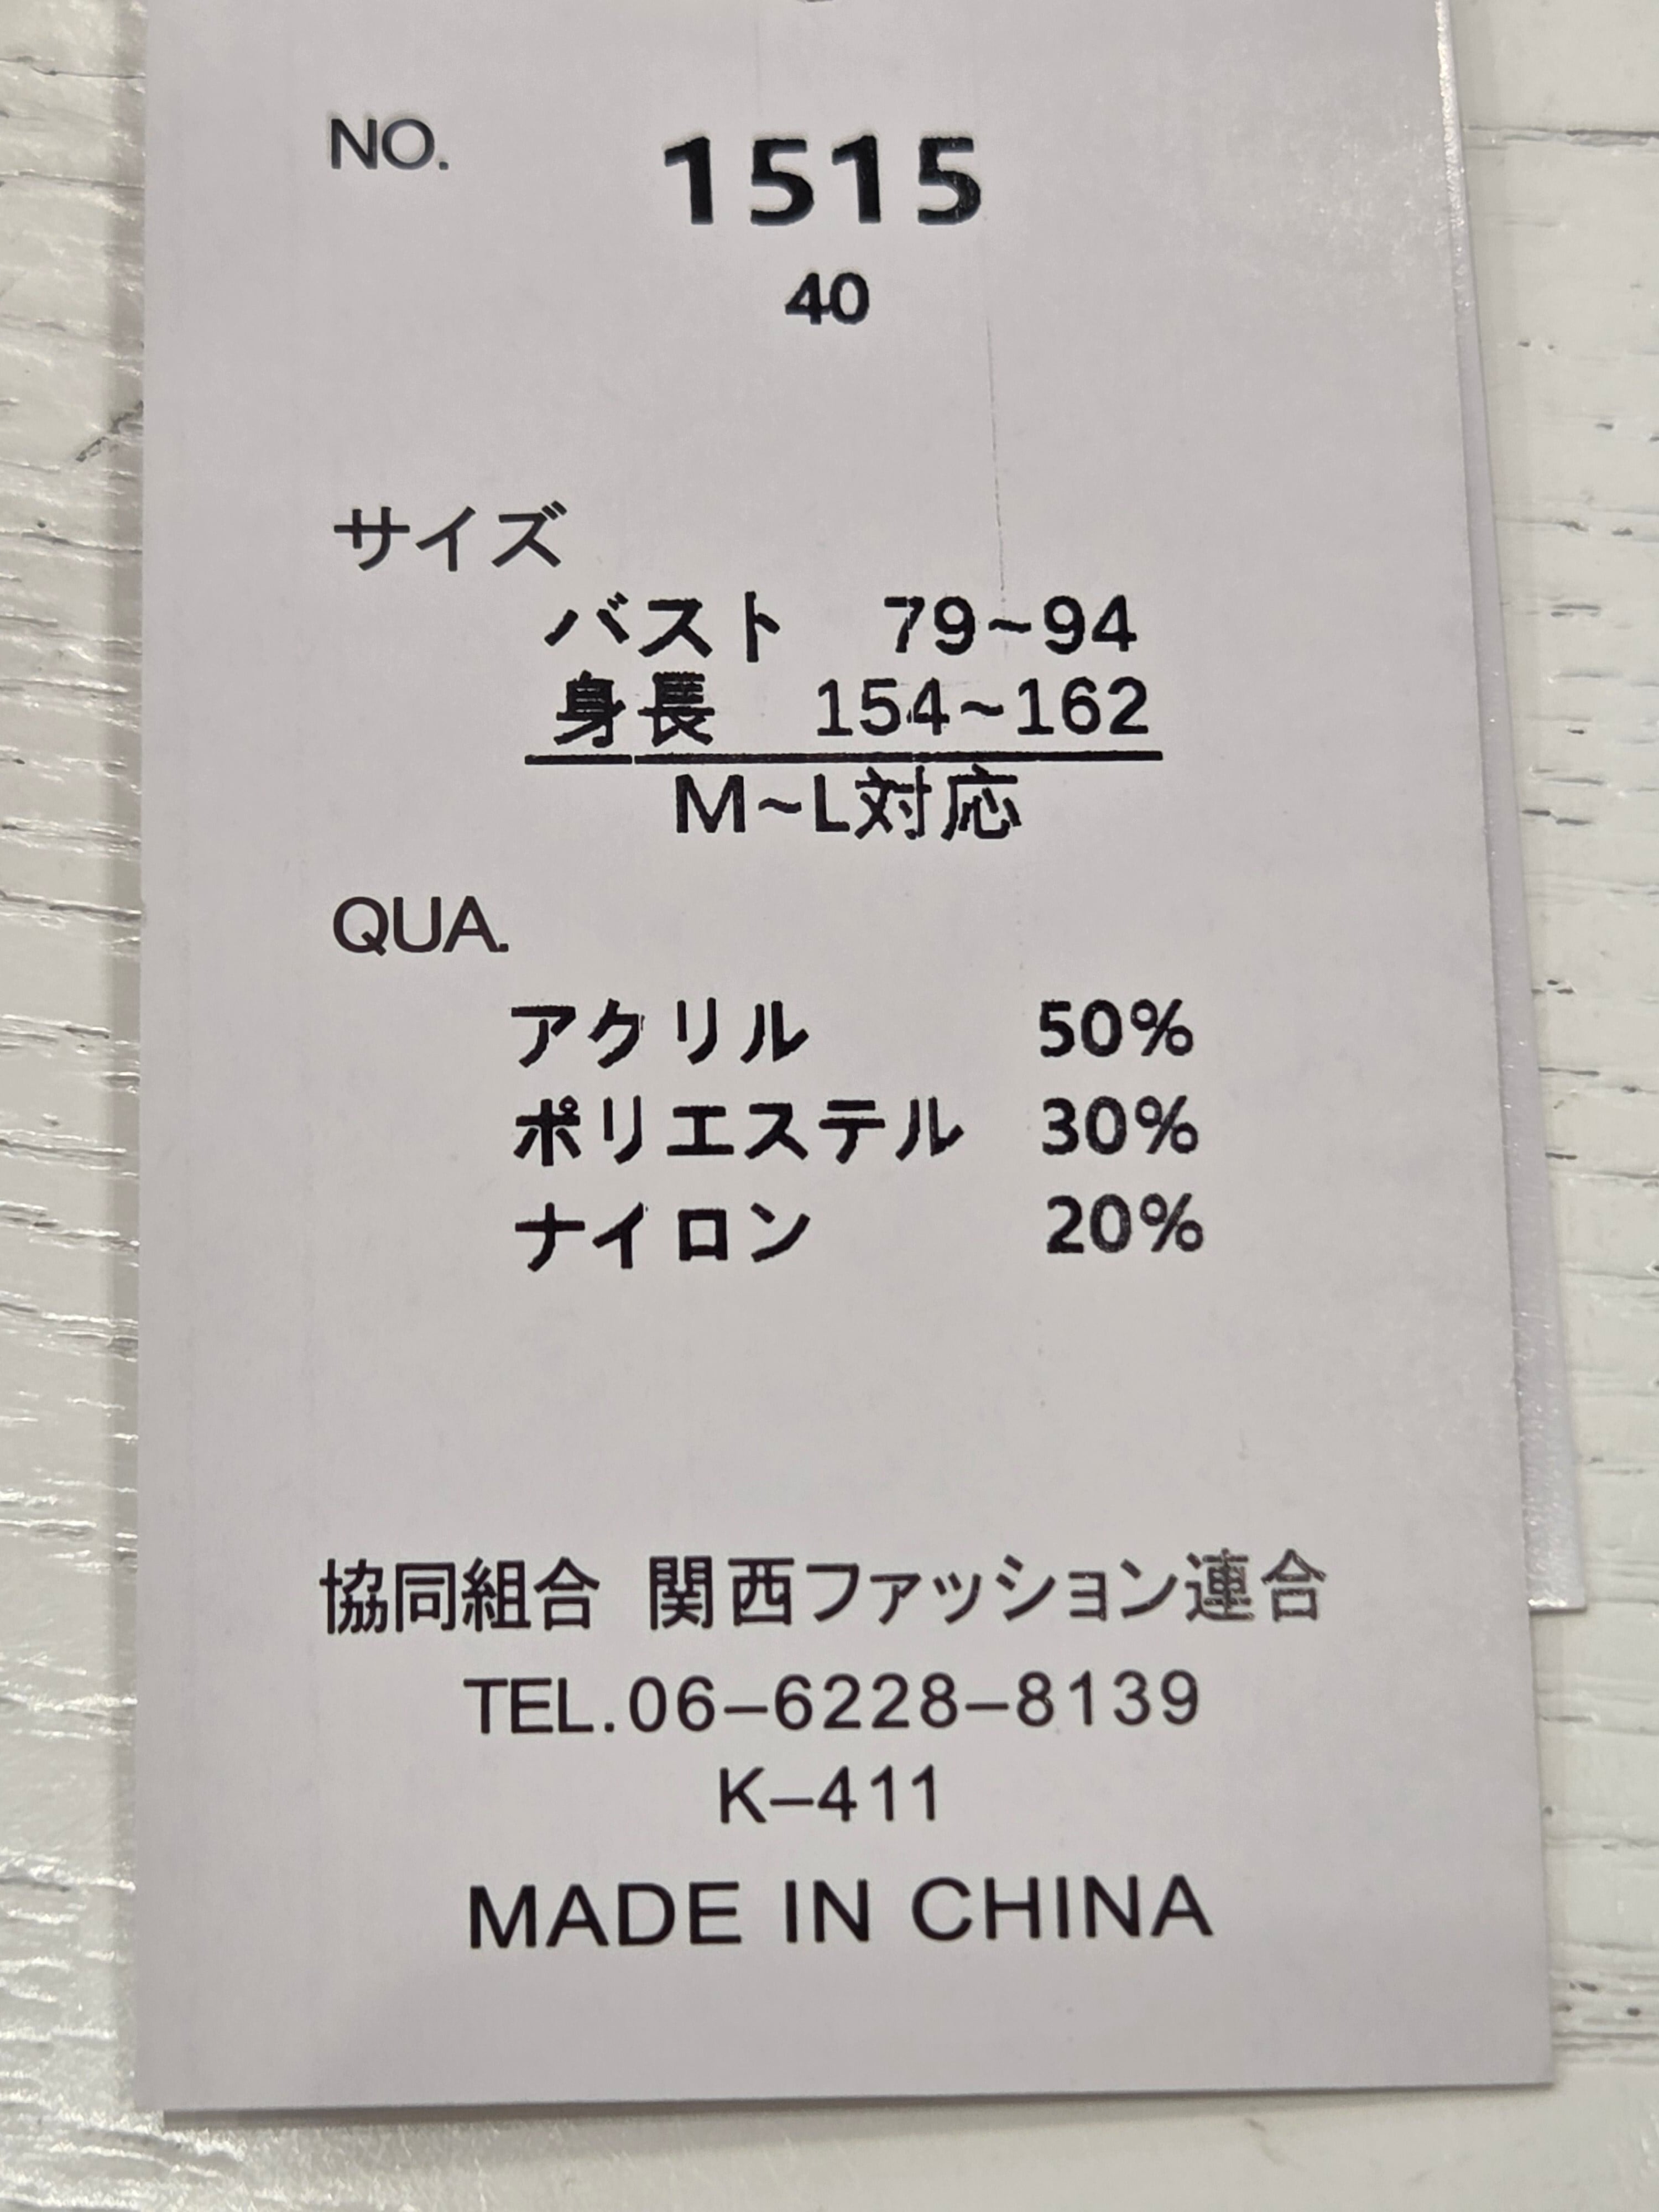 NO. 1515
40
サイズ
バスト 79~94
身長 154~162
M~L対応
QUA.
アクリル 50%
ポリエステル 30%
ナイロン 20%
協同組合 関西ファッション連合
TEL.06-6228-8139
K-411
MADE IN CHINA